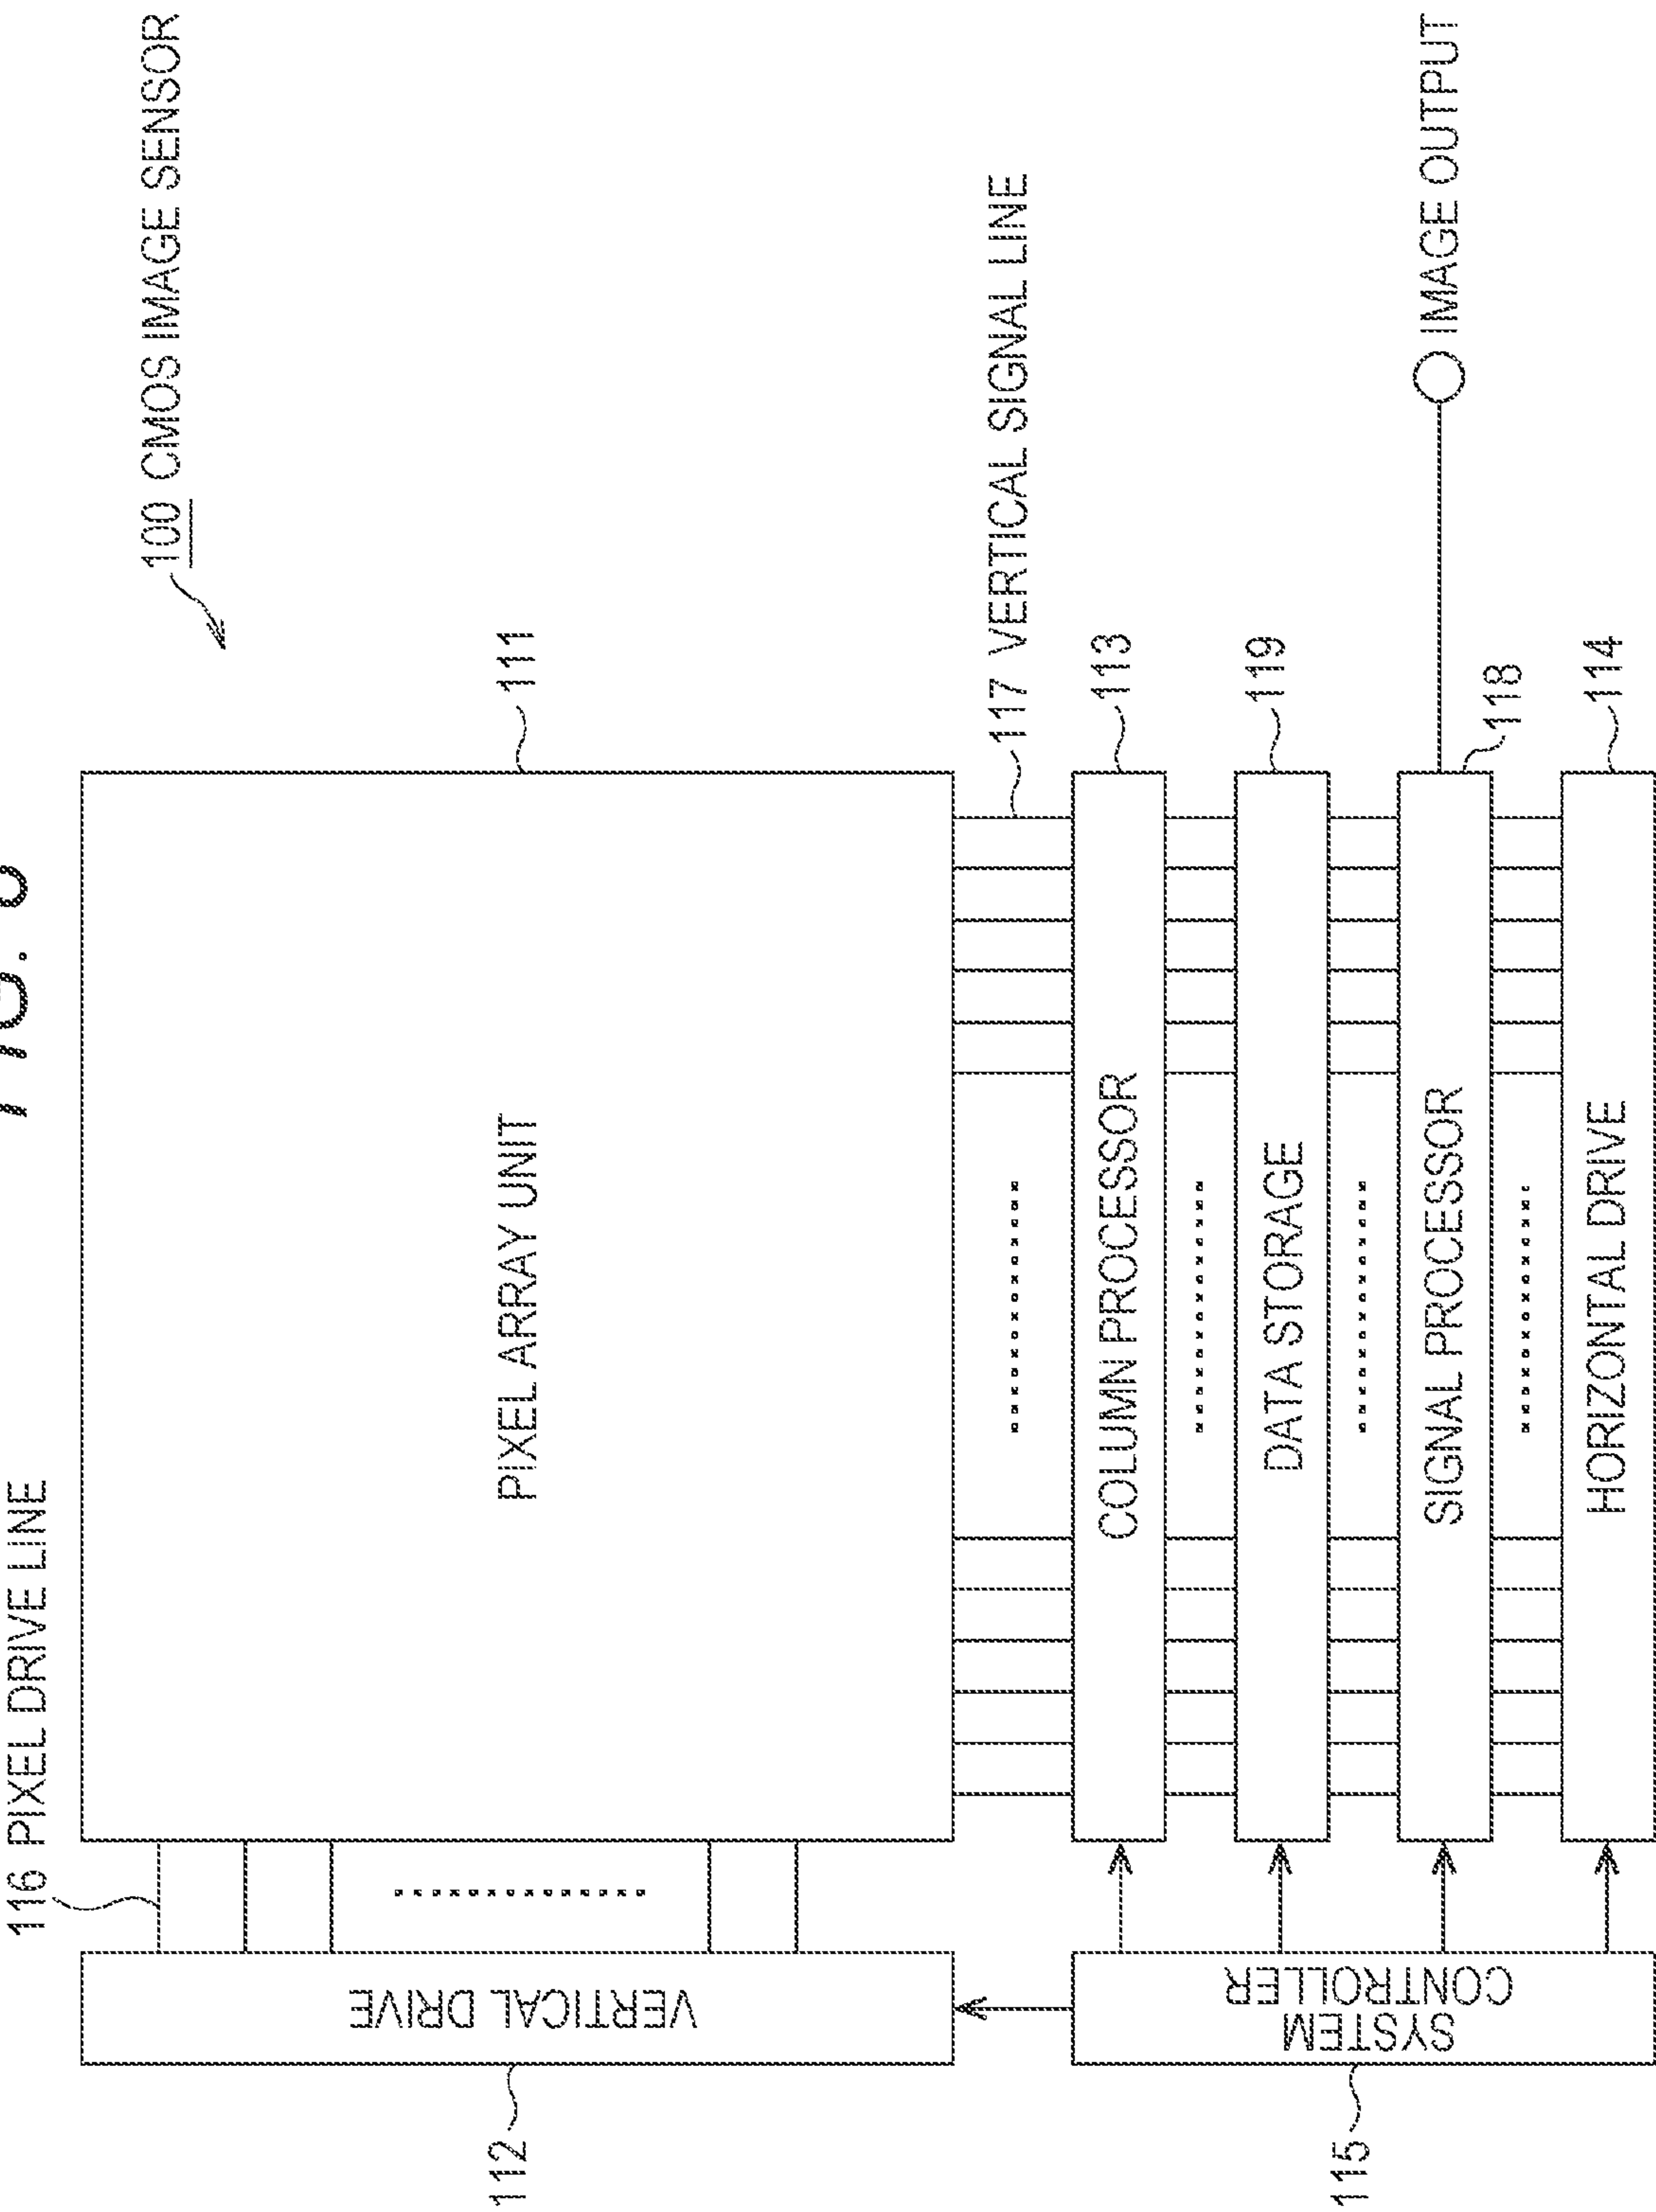 FIG.
116 PIXEL DRIVE LINE
100 CMOS IMAGE SENSOR
112
VERTICAL DRIVE
PIXEL ARRAY UNIT
111
117 VERTICAL SIGNAL LINE
COLUMN PROCESSOR
113
DATA STORAGE
119
115
SYSTEM
CONTROLLER
SIGNAL PROCESSOR
118
IMAGE OUTPUT
HORIZONTAL DRIVE
114